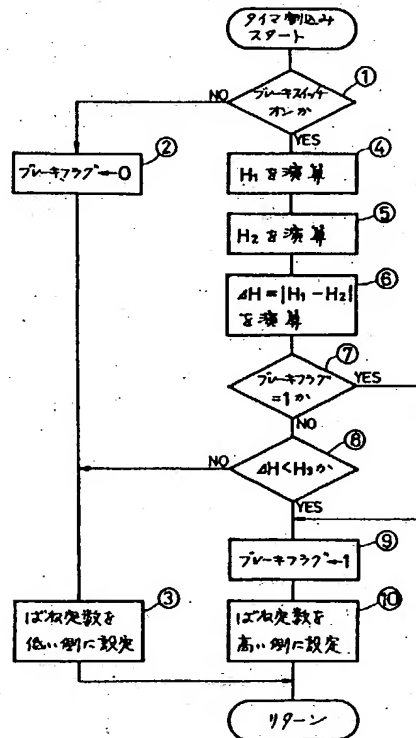 タイマ割込み
スタート
①
ブレーキスイッチ
オンか
NO
YES
②
ブレーキフラグ←0
④
H₁を演算
⑤
H₂を演算
⑥
⊿H=|H₁-H₂|
を演算
⑦
ブレーキフラグ
=1か
YES
NO
⑧
⊿H<H₃か
NO
YES
⑨
ブレーキフラグ←1
③
ばね定数を
低い側に設定
⑩
ばね定数を
高い側に設定
リターン